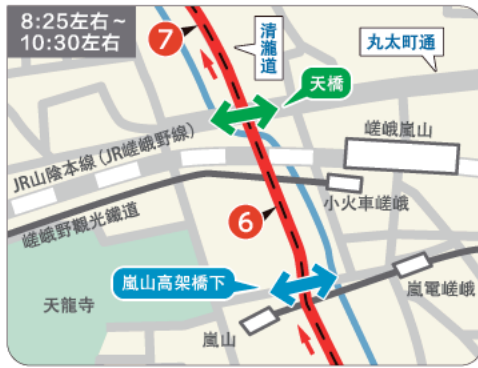 8:25左右～
10:30左右
7
清瀧道
丸太町通
天橋
嵯峨嵐山
JR山陰本線(JR嵯峨野線)
小火車嵯峨
6
嵯峨野觀光鐵道
嵐山高架橋下
嵐電嵯峨
天龍寺
嵐山